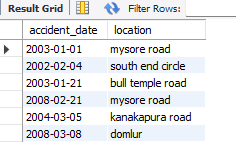 Result Grid Filter Rows:
accident_date location
2003-01-01 mysore road
2002-02-04 south end circle
2003-01-21 bull temple road
2008-02-21 mysore road
2004-03-05 kanakapura road
2008-03-08 domlur